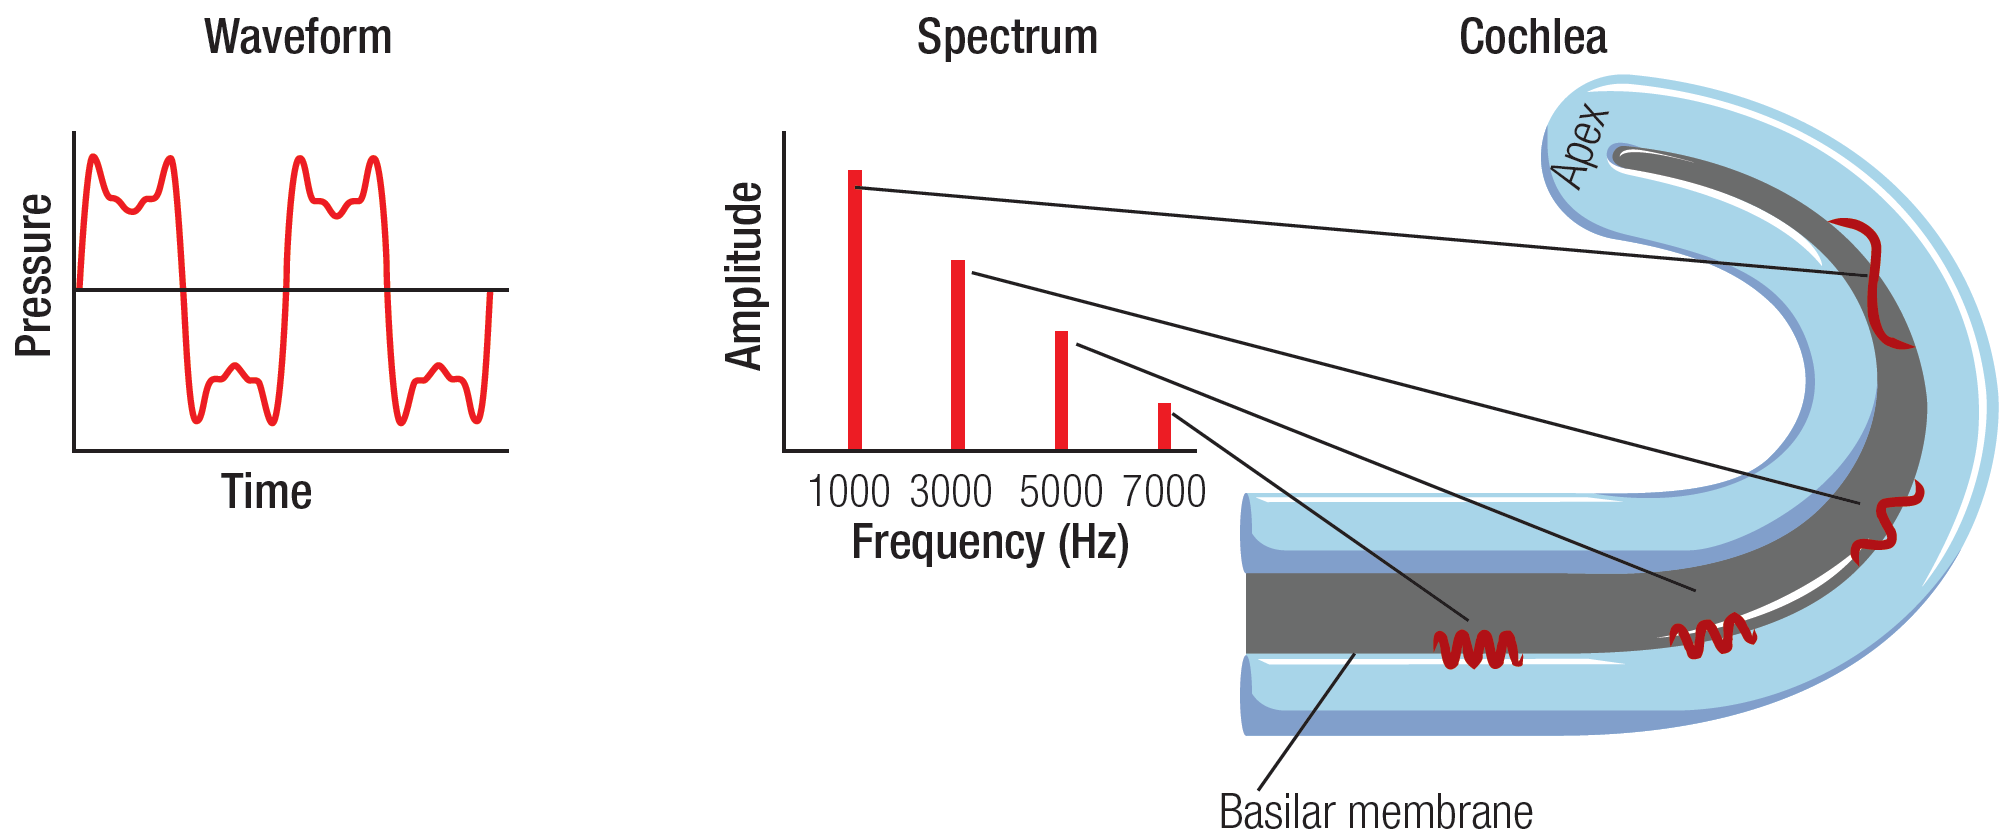 Waveform
Pressure
Time
Spectrum
Amplitude
1000 3000 5000 7000
Frequency (Hz)
Cochlea
Apex
Basilar membrane